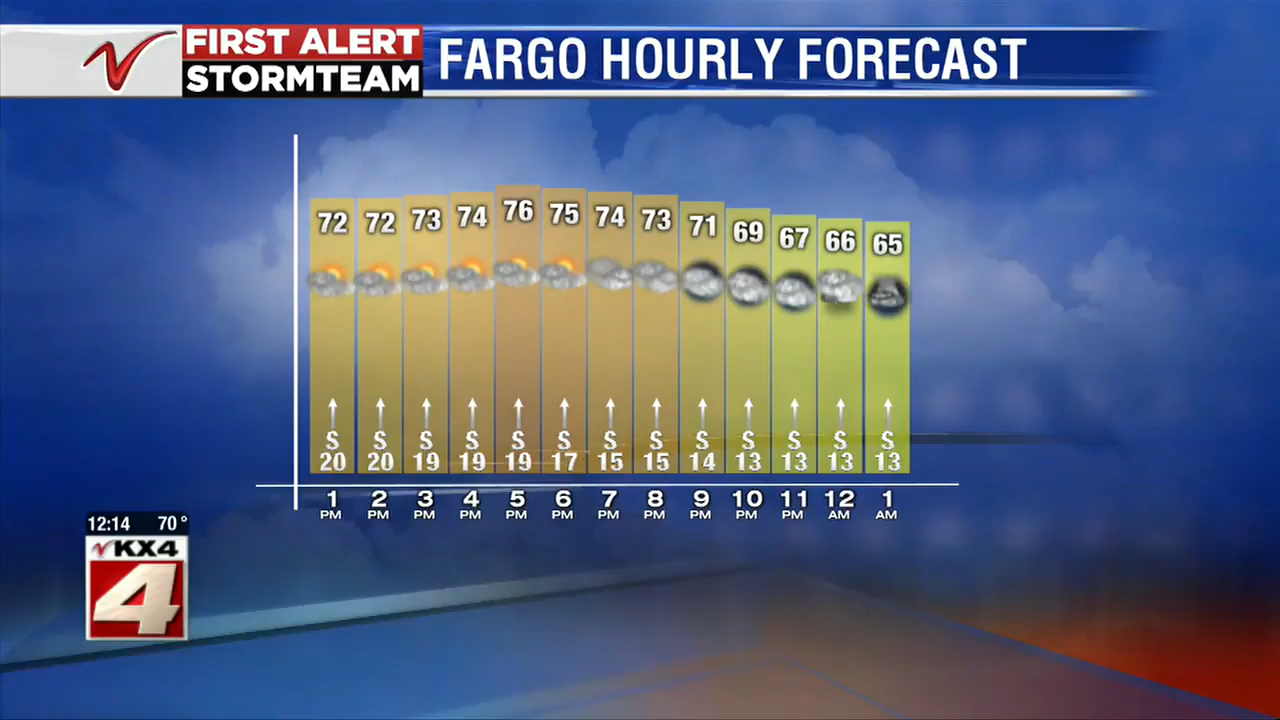 FIRST ALERT
STORMTEAM
FARGO HOURLY FORECAST
72 72 73 74 76 75 74 73 71 69 67 66 65
S S S S S S S S S S S S S
20 20 19 19 19 17 15 15 14 13 13 13 13
1 2 3 4 5 6 7 8 9 10 11 12 1
PM PM PM PM PM PM PM PM PM PM PM AM AM
12:14 70°
KX4
4